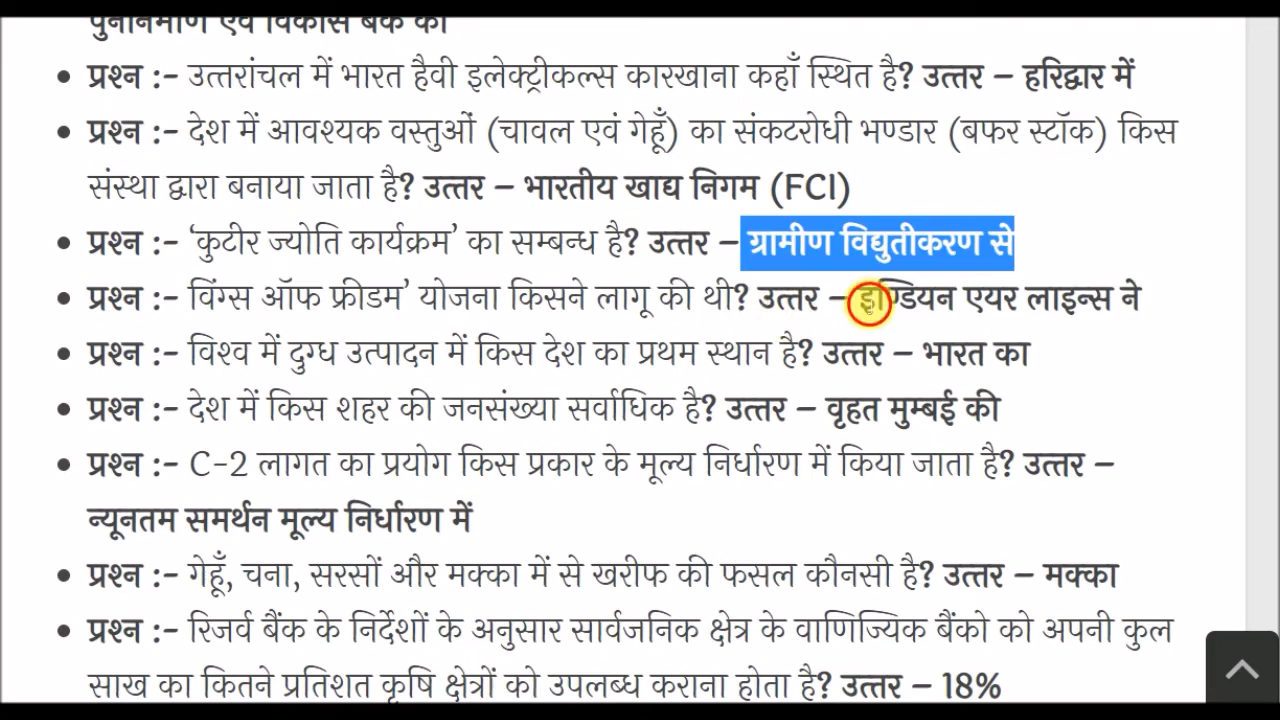 पुनर्निर्माण एवं विकास बैंक का
प्रश्न :- उत्तरांचल में भारत हैवी इलेक्ट्रीकल्स कारखाना कहाँ स्थित है? उत्तर – हरिद्वार में
प्रश्न :- देश में आवश्यक वस्तुओं (चावल एवं गेहूँ) का संकटरोधी भण्डार (बफर स्टॉक) किस
संस्था द्वारा बनाया जाता है? उत्तर – भारतीय खाद्य निगम (FCI)
प्रश्न :- ‘कुटीर ज्योति कार्यक्रम’ का सम्बन्ध है? उत्तर – ग्रामीण विद्युतीकरण से
प्रश्न :- विंग्स ऑफ फ्रीडम’ योजना किसने लागू की थी? उत्तर – इण्डियन एयर लाइन्स ने
प्रश्न :- विश्व में दुग्ध उत्पादन में किस देश का प्रथम स्थान है? उत्तर – भारत का
प्रश्न :- देश में किस शहर की जनसंख्या सर्वाधिक है? उत्तर – वृहत मुम्बई की
प्रश्न :- C-2 लागत का प्रयोग किस प्रकार के मूल्य निर्धारण में किया जाता है? उत्तर –
न्यूनतम समर्थन मूल्य निर्धारण में
प्रश्न :- गेहूँ, चना, सरसों और मक्का में से खरीफ की फसल कौनसी है? उत्तर – मक्का
प्रश्न :- रिजर्व बैंक के निर्देशों के अनुसार सार्वजनिक क्षेत्र के वाणिज्यिक बैंको को अपनी कुल
साख का कितने प्रतिशत कृषि क्षेत्रों को उपलब्ध कराना होता है? उत्तर – 18%